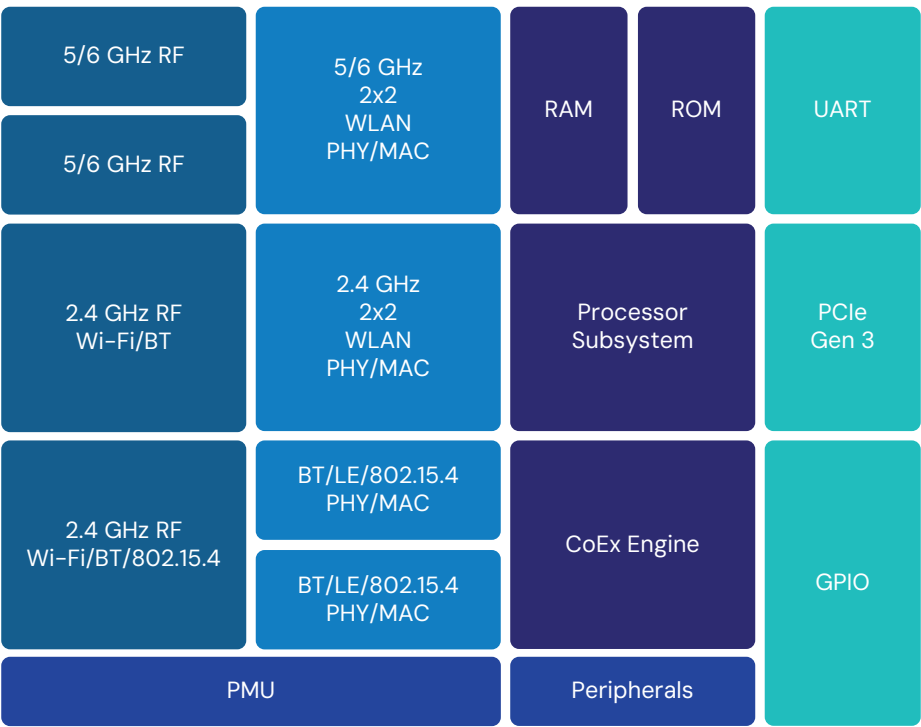 5/6 GHz RF
5/6 GHz RF
5/6 GHz
2x2
WLAN
PHY/MAC
RAM
ROM
UART
2.4 GHz RF
Wi-Fi/BT
2.4 GHz
2x2
WLAN
PHY/MAC
Processor
Subsystem
PCIe
Gen 3
2.4 GHz RF
Wi-Fi/BT/802.15.4
BT/LE/802.15.4
PHY/MAC
BT/LE/802.15.4
PHY/MAC
CoEx Engine
GPIO
PMU
Peripherals